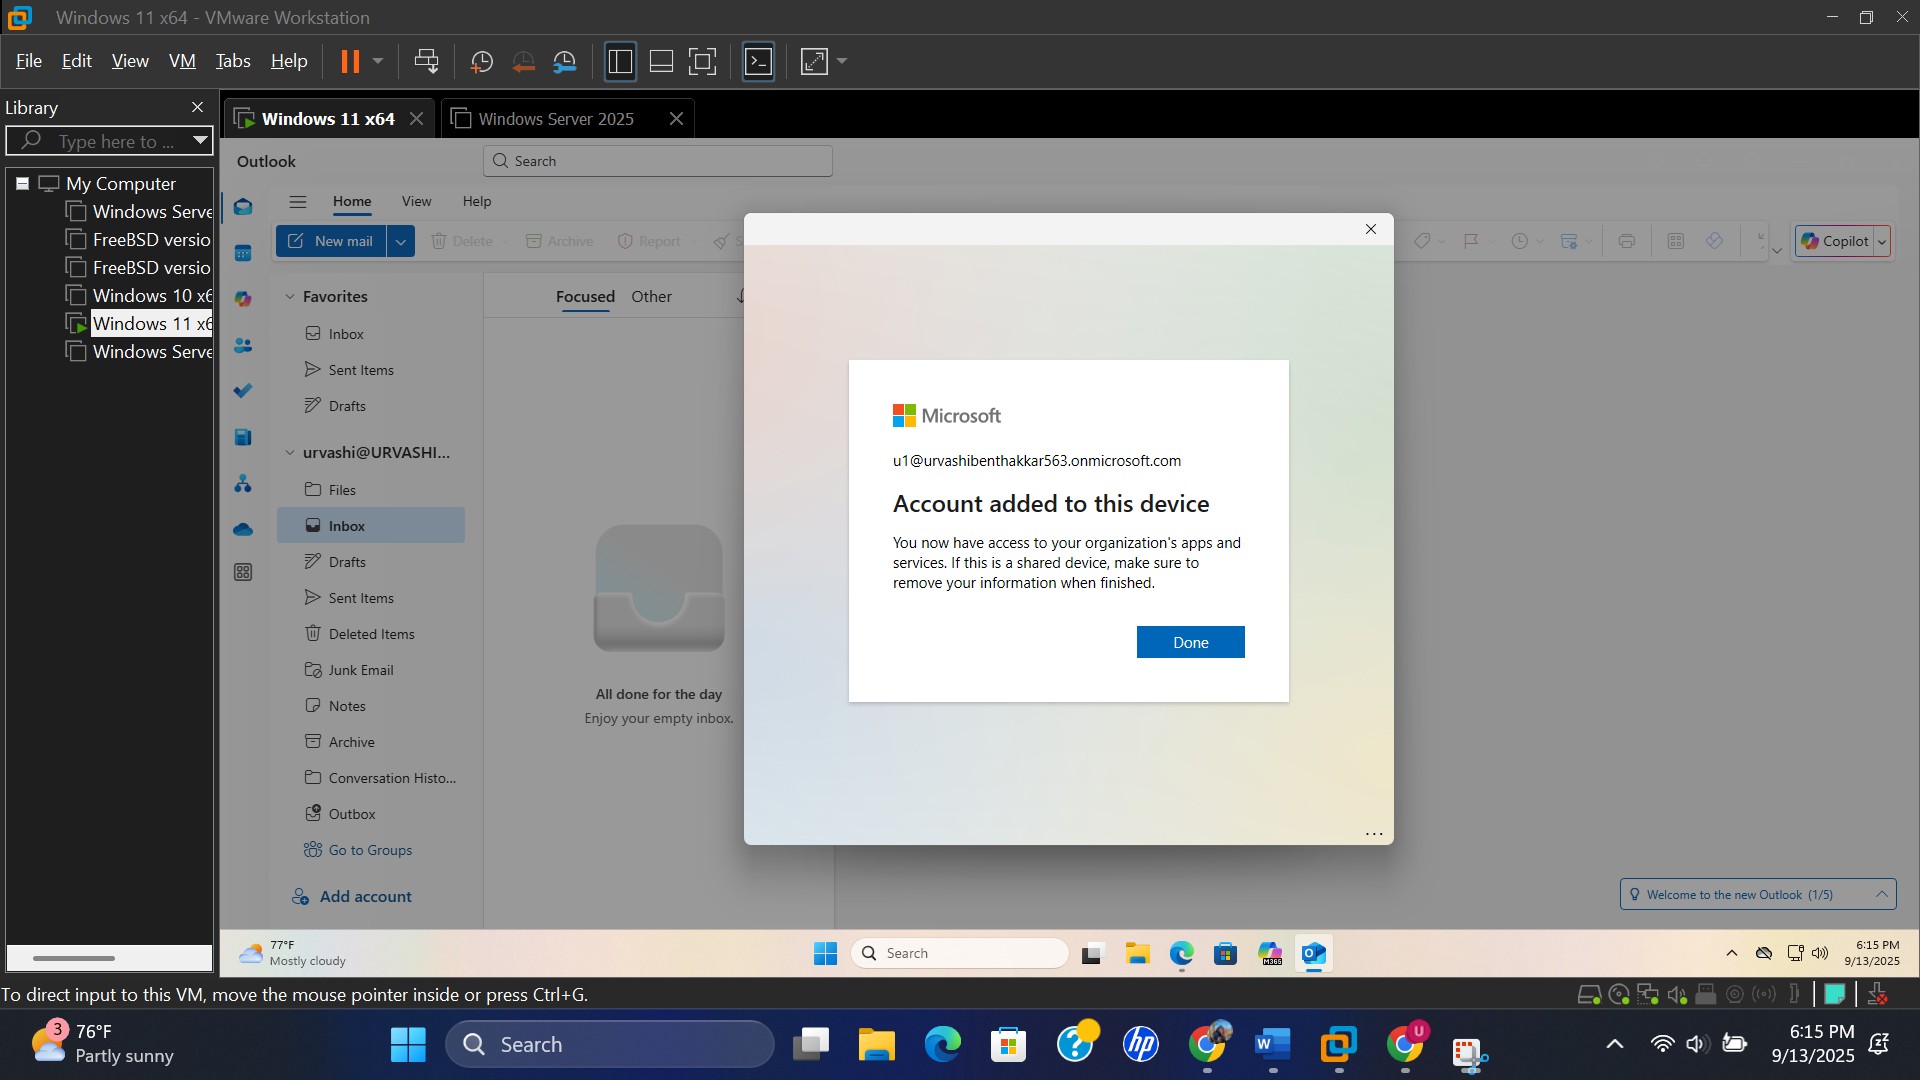 Windows 11 x64 - VMware Workstation
File Edit View VM Tabs Help
Library
Type here to ...
My Computer
Windows Serve
FreeBSD versio
FreeBSD versio
Windows 10 x6
Windows 11 x6
Windows Serve
Windows 11 x64
Windows Server 2025
Outlook
Search
Home View Help
New mail
Delete
Archive
Report
S
Copilot
Favorites
Inbox
Sent Items
Drafts
urvashi@URVASHI...
Files
Inbox
Drafts
Sent Items
Deleted Items
Junk Email
Notes
Archive
Conversation Histo...
Outbox
Go to Groups
Add account
Focused Other
All done for the day
Enjoy your empty inbox.
Microsoft
u1@urvashibenthakkar563.onmicrosoft.com
Account added to this device
You now have access to your organization's apps and
services. If this is a shared device, make sure to
remove your information when finished.
Done
...
Welcome to the new Outlook (1/5)
77°F
Mostly cloudy
Search
M365
6:15 PM
9/13/2025
To direct input to this VM, move the mouse pointer inside or press Ctrl+G.
3
76°F
Partly sunny
Search
hp
W
U
6:15 PM
9/13/2025